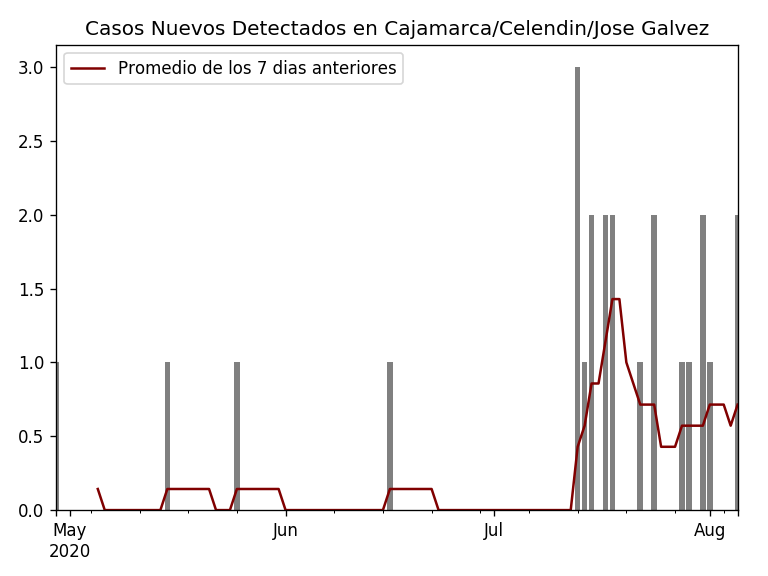 Casos Nuevos Detectados en Cajamarca/Celendin/Jose Galvez
Promedio de los 7 dias anteriores
3.0
2.5
2.0
1.5
1.0
0.5
0.0
May Jun Jul Aug
2020